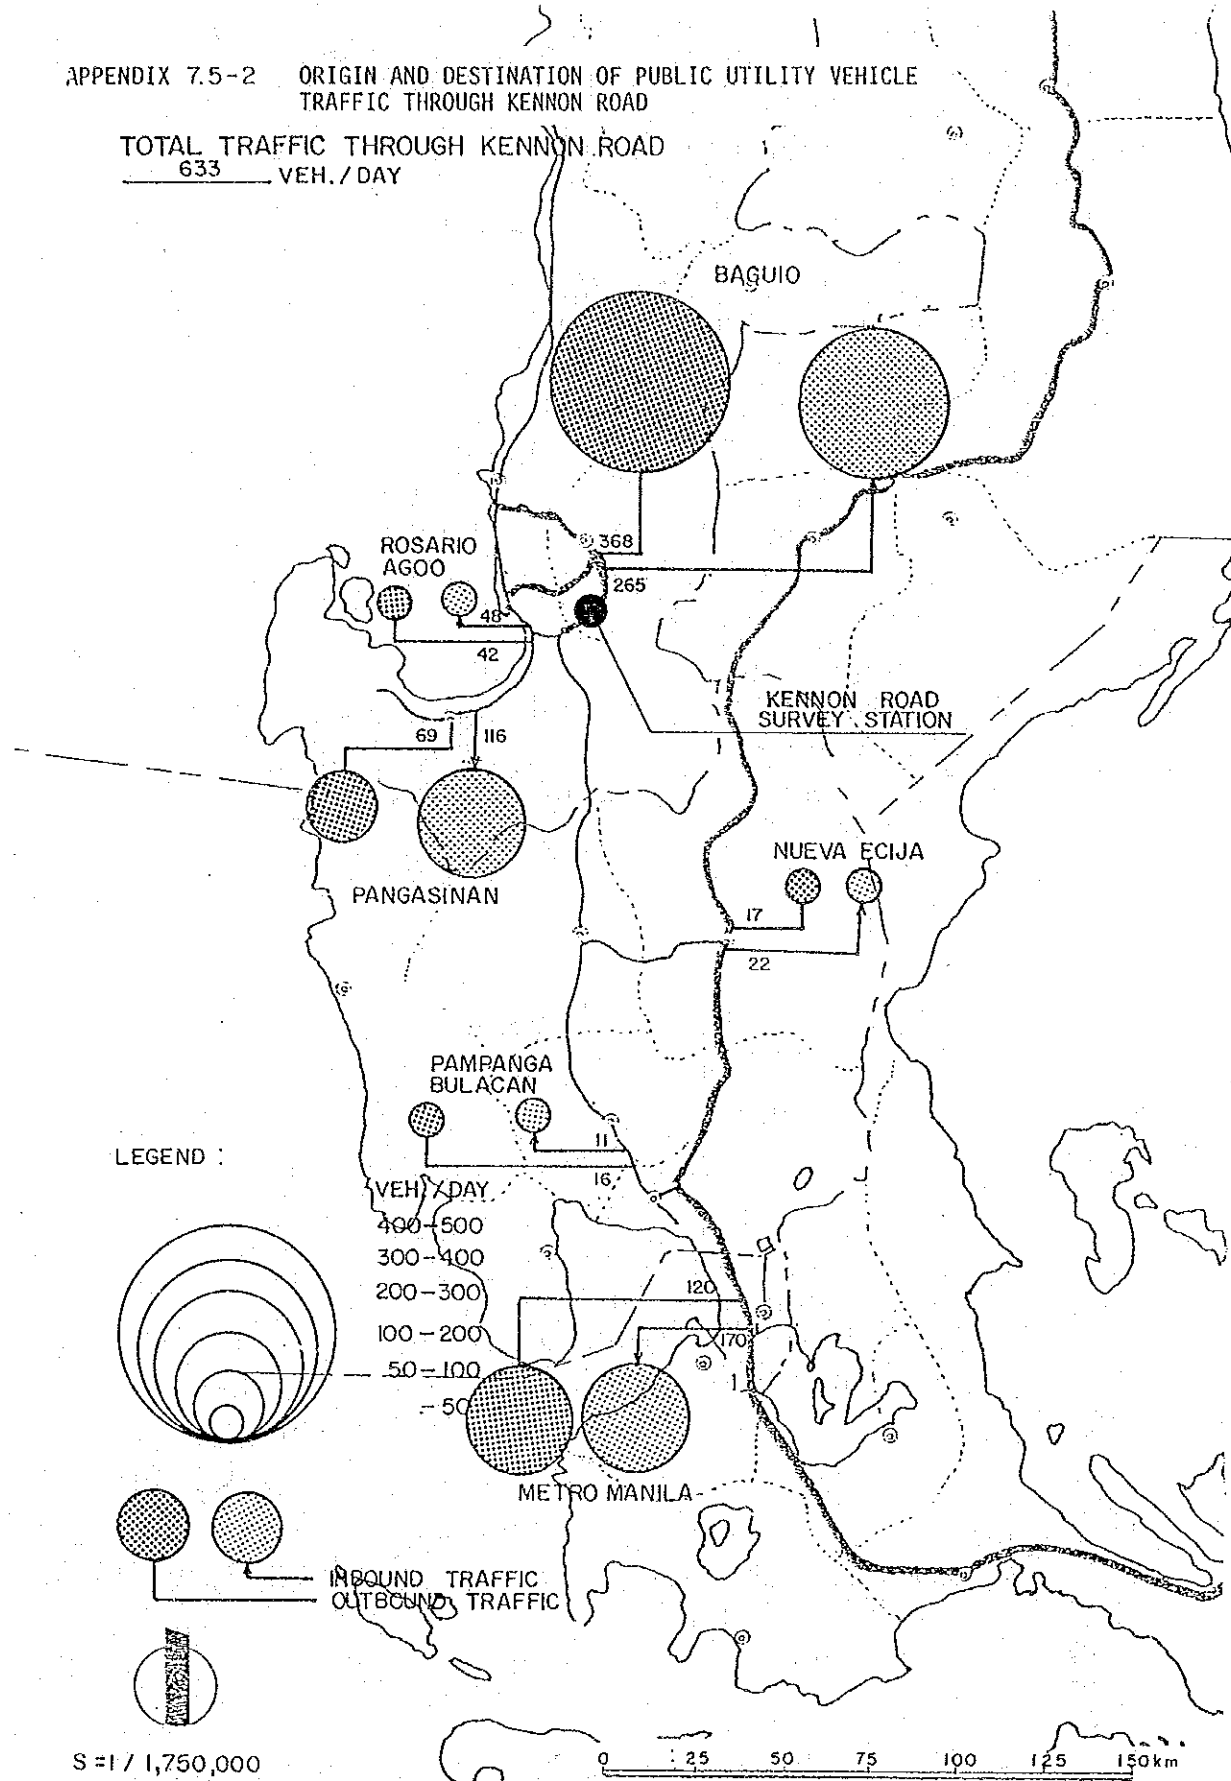 APPENDIX 7.5-2 ORIGIN AND DESTINATION OF PUBLIC UTILITY VEHICLE
TRAFFIC THROUGH KENNON ROAD
TOTAL TRAFFIC THROUGH KENNON ROAD
633 VEH./DAY
BAGUIO
368
265
ROSARIO
AGOO
48
42
KENNON ROAD
SURVEY STATION
69
116
PANGASINAN
NUEVA ECIJA
17
22
PAMPANGA
BULACAN
11
16
LEGEND :
VEH./DAY
400-500
300-400
200-300
100-200
50-100
-50
120
170
METRO MANILA
INBOUND TRAFFIC
OUTBOUND TRAFFIC
S=1/1,750,000
0 25 50 75 100 125 150km